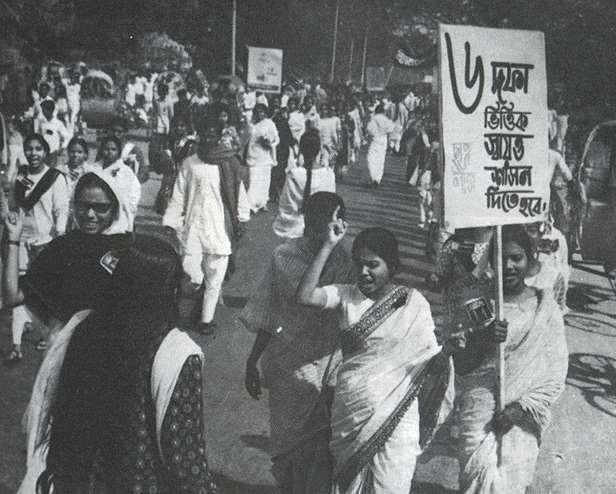 ৬ দফা
ভিত্তিক
স্বায়ত্ত
শাসন
দিতে হবে।